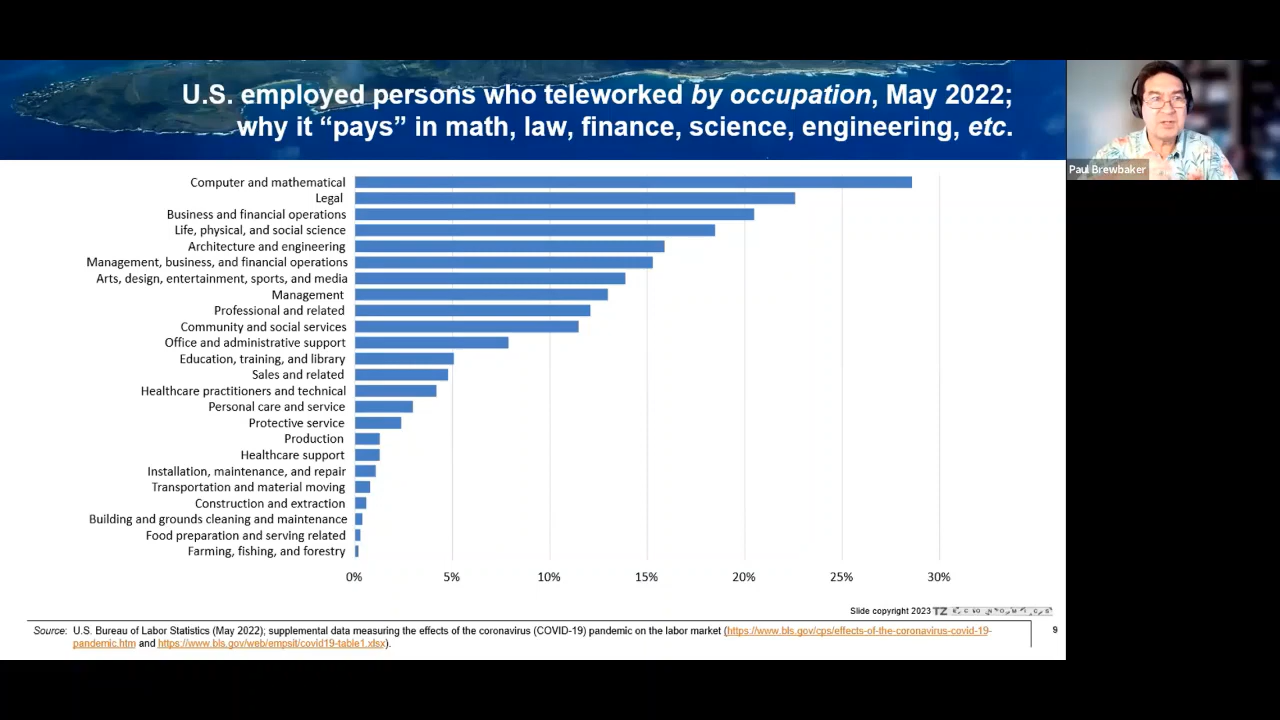 U.S. employed persons who teleworked by occupation, May 2022;
why it “pays” in math, law, finance, science, engineering, etc.
Paul Brewbaker
Computer and mathematical
Legal
Business and financial operations
Life, physical, and social science
Architecture and engineering
Management, business, and financial operations
Arts, design, entertainment, sports, and media
Management
Professional and related
Community and social services
Office and administrative support
Education, training, and library
Sales and related
Healthcare practitioners and technical
Personal care and service
Protective service
Production
Healthcare support
Installation, maintenance, and repair
Transportation and material moving
Construction and extraction
Building and grounds cleaning and maintenance
Food preparation and serving related
Farming, fishing, and forestry
0% 5% 10% 15% 20% 25% 30%
Slide copyright 2023 TZ ECONOMICS
Source: U.S. Bureau of Labor Statistics (May 2022); supplemental data measuring the effects of the coronavirus (COVID-19) pandemic on the labor market (https://www.bls.gov/cps/effects-of-the-coronavirus-covid-19-
pandemic.htm and https://www.bls.gov/web/empsit/covid19-table1.xlsx).
9